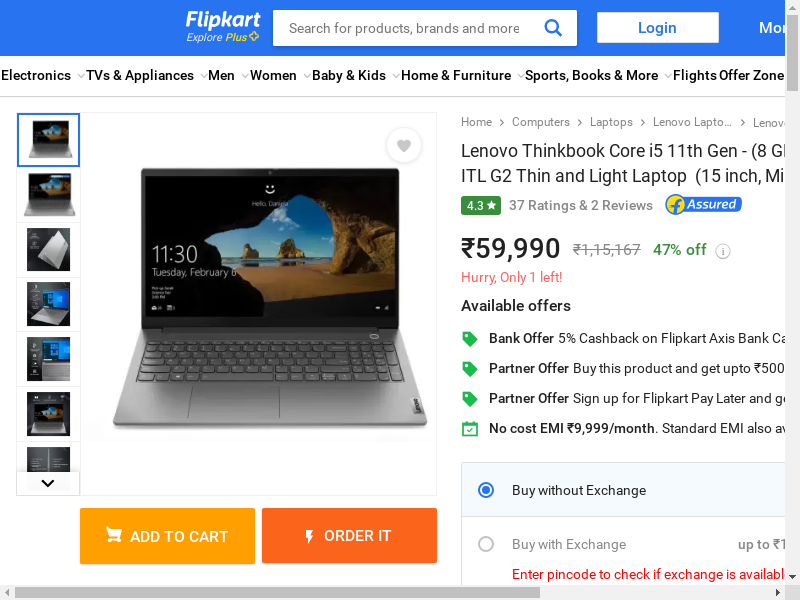 Flipkart
Explore Plus
Search for products, brands and more
Login
Mor
Electronics
TVs & Appliances
Men
Women
Baby & Kids
Home & Furniture
Sports, Books & More
Flights
Offer Zone
Home
Computers
Laptops
Lenovo Lapto...
Lenovo
Lenovo Thinkbook Core i5 11th Gen - (8 G
ITL G2 Thin and Light Laptop (15 inch, Mi
4.3
37 Ratings & 2 Reviews
Assured
₹59,990 ₹1,15,167 47% off
Hurry, Only 1 left!
Available offers
Bank Offer 5% Cashback on Flipkart Axis Bank Ca
Partner Offer Buy this product and get upto ₹500
Partner Offer Sign up for Flipkart Pay Later and ge
No cost EMI ₹9,999/month. Standard EMI also av
Buy without Exchange
Buy with Exchange
up to ₹1
Enter pincode to check if exchange is availabl
Hello, Daniela
11:30
Tuesday, February 6
Lenovo
ADD TO CART
ORDER IT